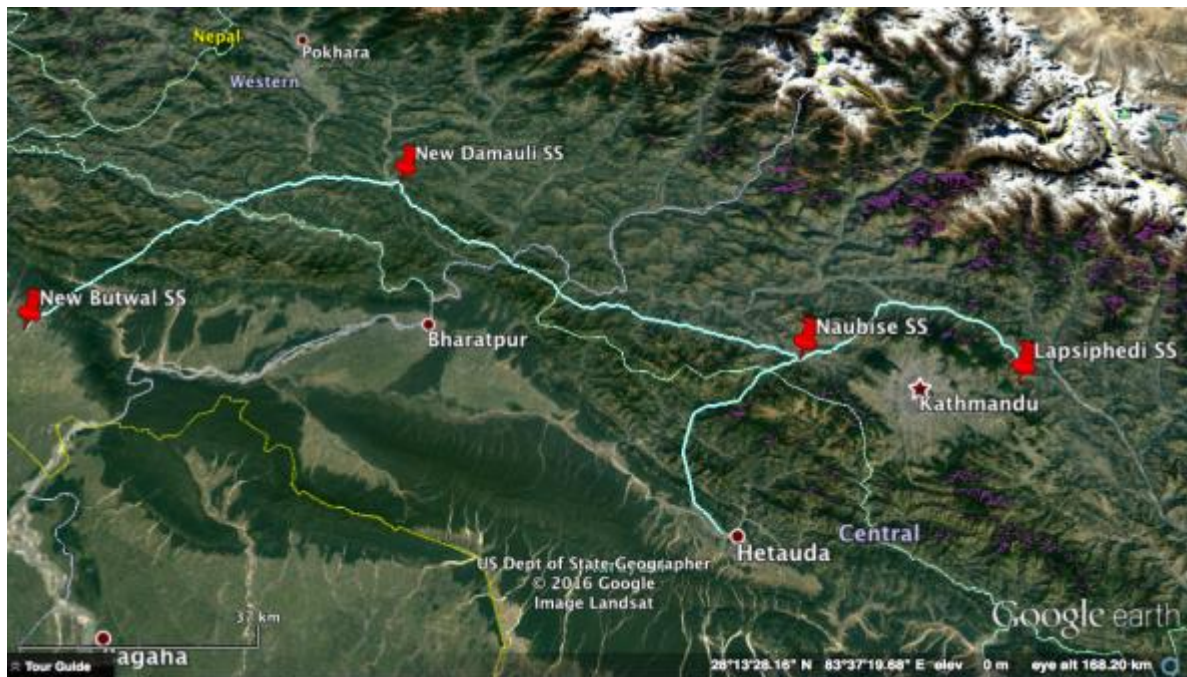 Nepal
Pokhara
Western
New Damauli SS
New Butwal SS
Bharatpur
Naubise SS
Lapsiphedi SS
Kathmandu
Hetauda
Central
US Dept of State Geographer
© 2016 Google
Image Landsat
Google earth
37 km
agaha
Tour Guide
28°13'28.16" N 83°37'19.68" E elev 0 m eye alt 168.20 km